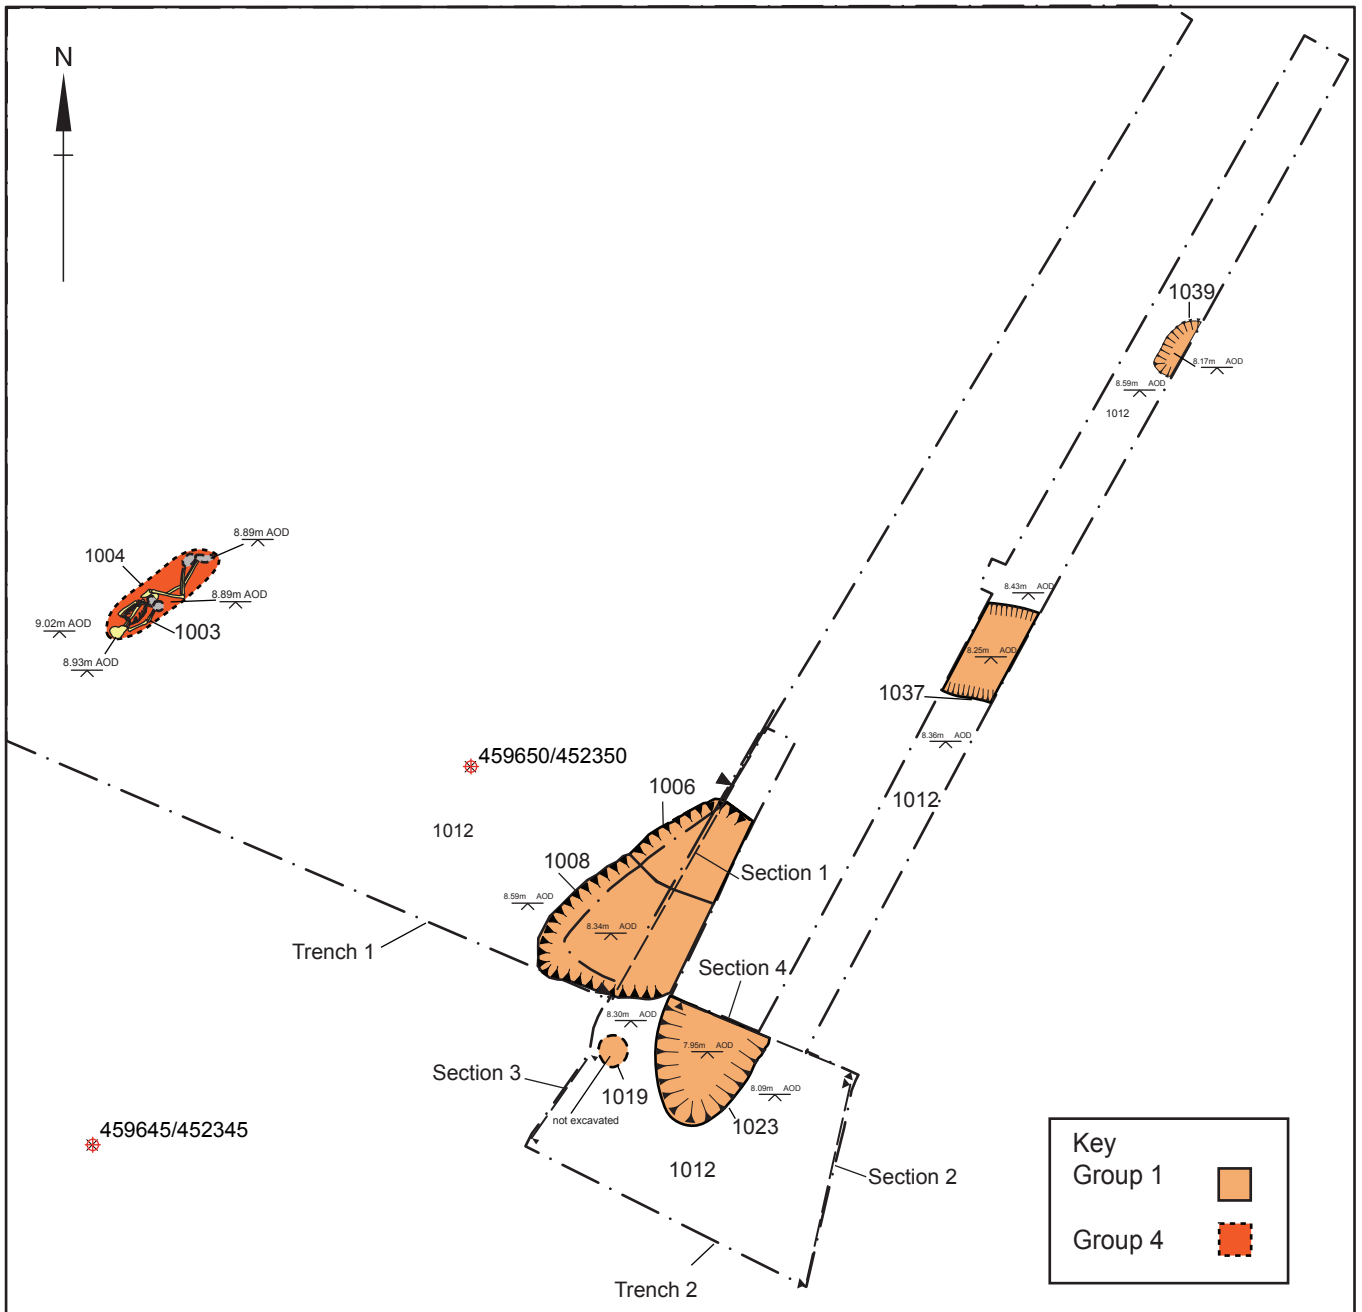 N
1039
8.17m AOD
8.59m AOD
1012
8.89m AOD
1004
8.89m AOD
9.02m AOD
1003
8.93m AOD
8.43m AOD
8.25m AOD
1037
8.36m AOD
459650/452350
1006
1012
1012
1008
Section 1
8.59m AOD
8.34m AOD
Trench 1
Section 4
8.30m AOD
7.95m AOD
Section 3
1019
8.09m AOD
not excavated
1023
459645/452345
1012
Section 2
Trench 2
Key
Group 1
Group 4